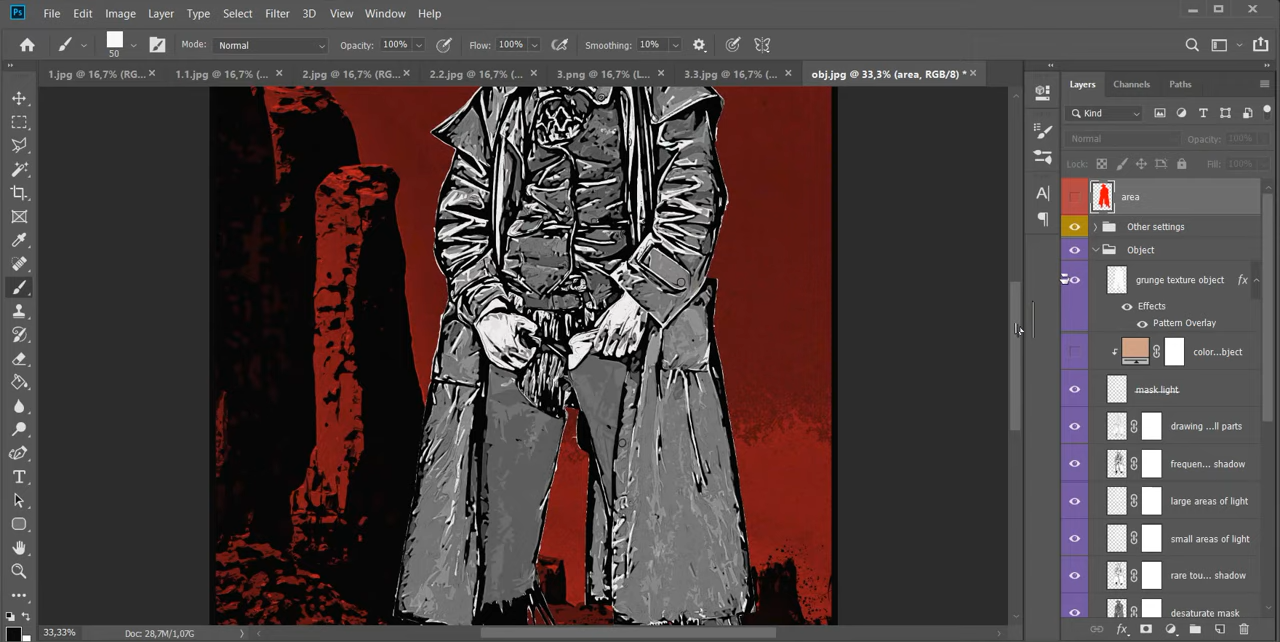 Ps File Edit Image Layer Type Select Filter 3D View Window Help
50 Mode: Normal Opacity: 100% Flow: 100% Smoothing: 10%
1.jpg @ 16,7% (RG... × 1.1.jpg @ 16,7% (... × 2.jpg @ 16,7% (RG... × 2.2.jpg @ 16,7% (... × 3.png @ 16,7% (L... × 3.3.jpg @ 16,7% (... × obj.jpg @ 33,3% (area, RGB/8) * ×
Layers Channels Paths
Kind
Normal Opacity: 100%
Lock: Fill: 100%
area
Other settings
Object
grunge texture object fx
Effects
Pattern Overlay
color...bject
mask light
drawing ...ll parts
frequen... shadow
large areas of light
small areas of light
rare tou... shadow
desaturate mask
33,33% Doc: 28,7M/1,07G